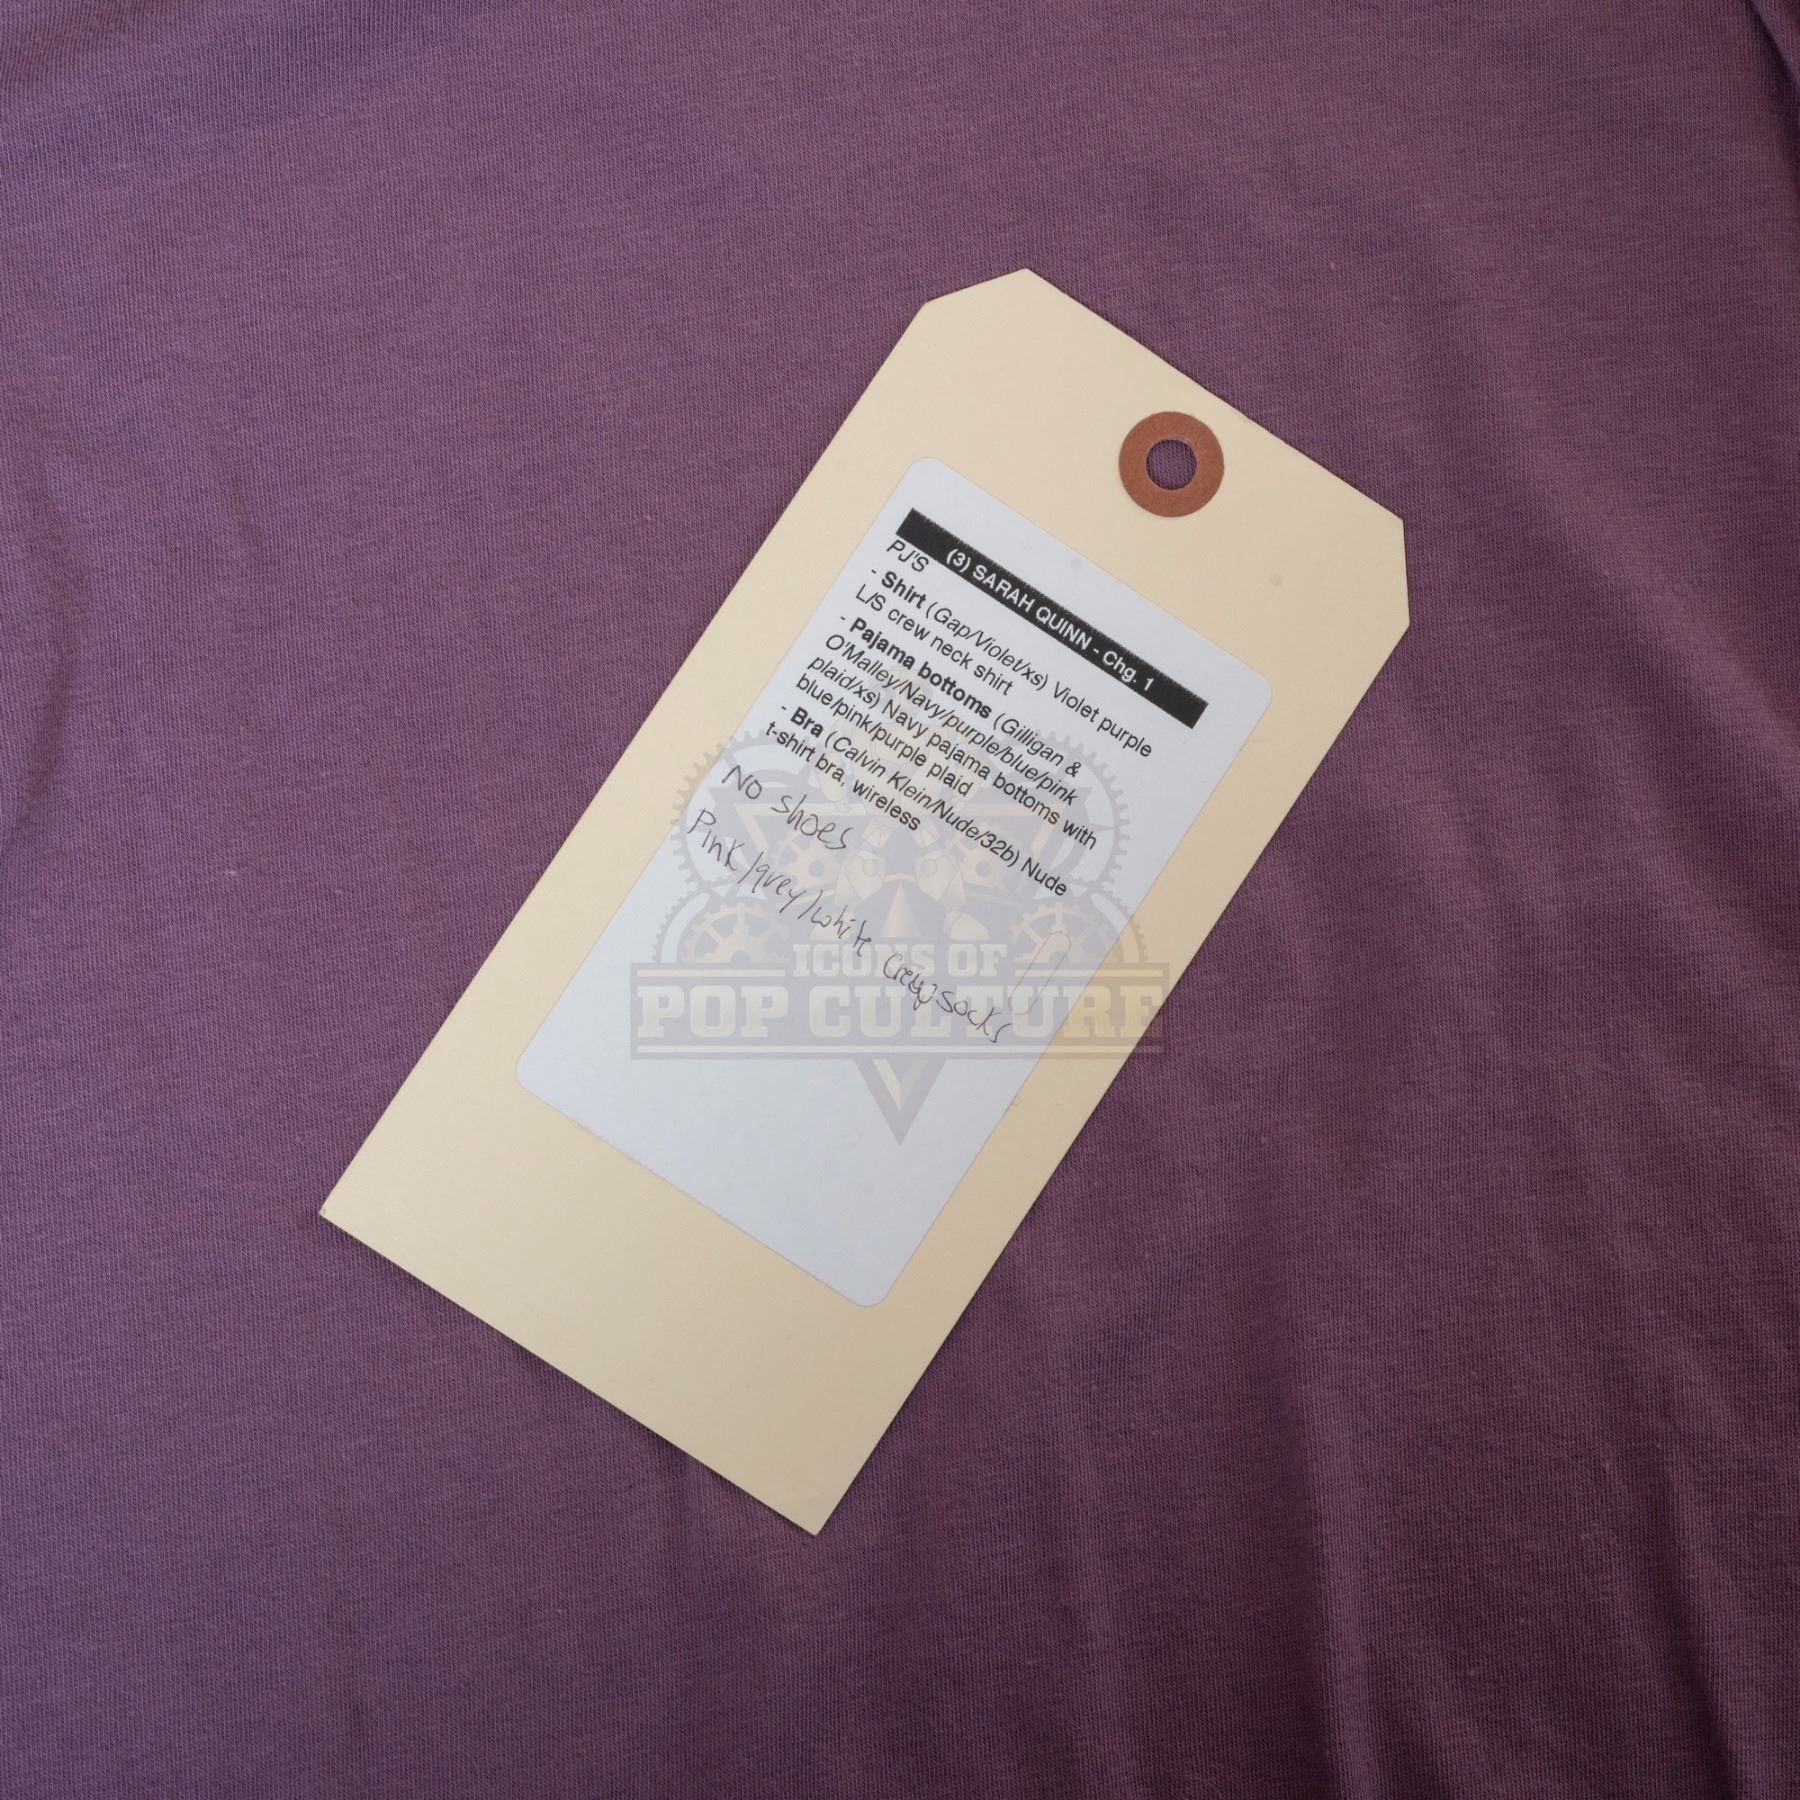 (3) SARAH QUINN - Chg. 1
PJ'S
- Shirt (Gap/Violet/xs) Violet purple
L/S crew neck shirt
- Pajama bottoms (Gilligan &
O'Malley/Navy/purple/blue/pink
plaid/xs) Navy pajama bottoms with
blue/pink/purple plaid
- Bra (Calvin Klein/Nude/32b) Nude
t-shirt bra, wireless
NO shoes
Pink/grey/white crew socks
ICONS OF
POP CULTURE